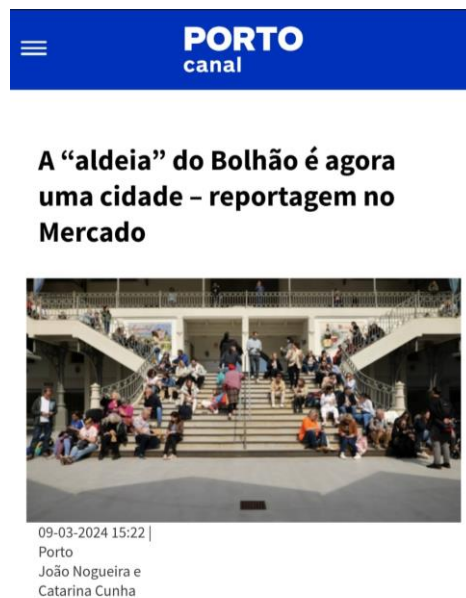 PORTO
canal
A “aldeia” do Bolhão é agora
uma cidade – reportagem no
Mercado
09-03-2024 15:22 |
Porto
João Nogueira e
Catarina Cunha